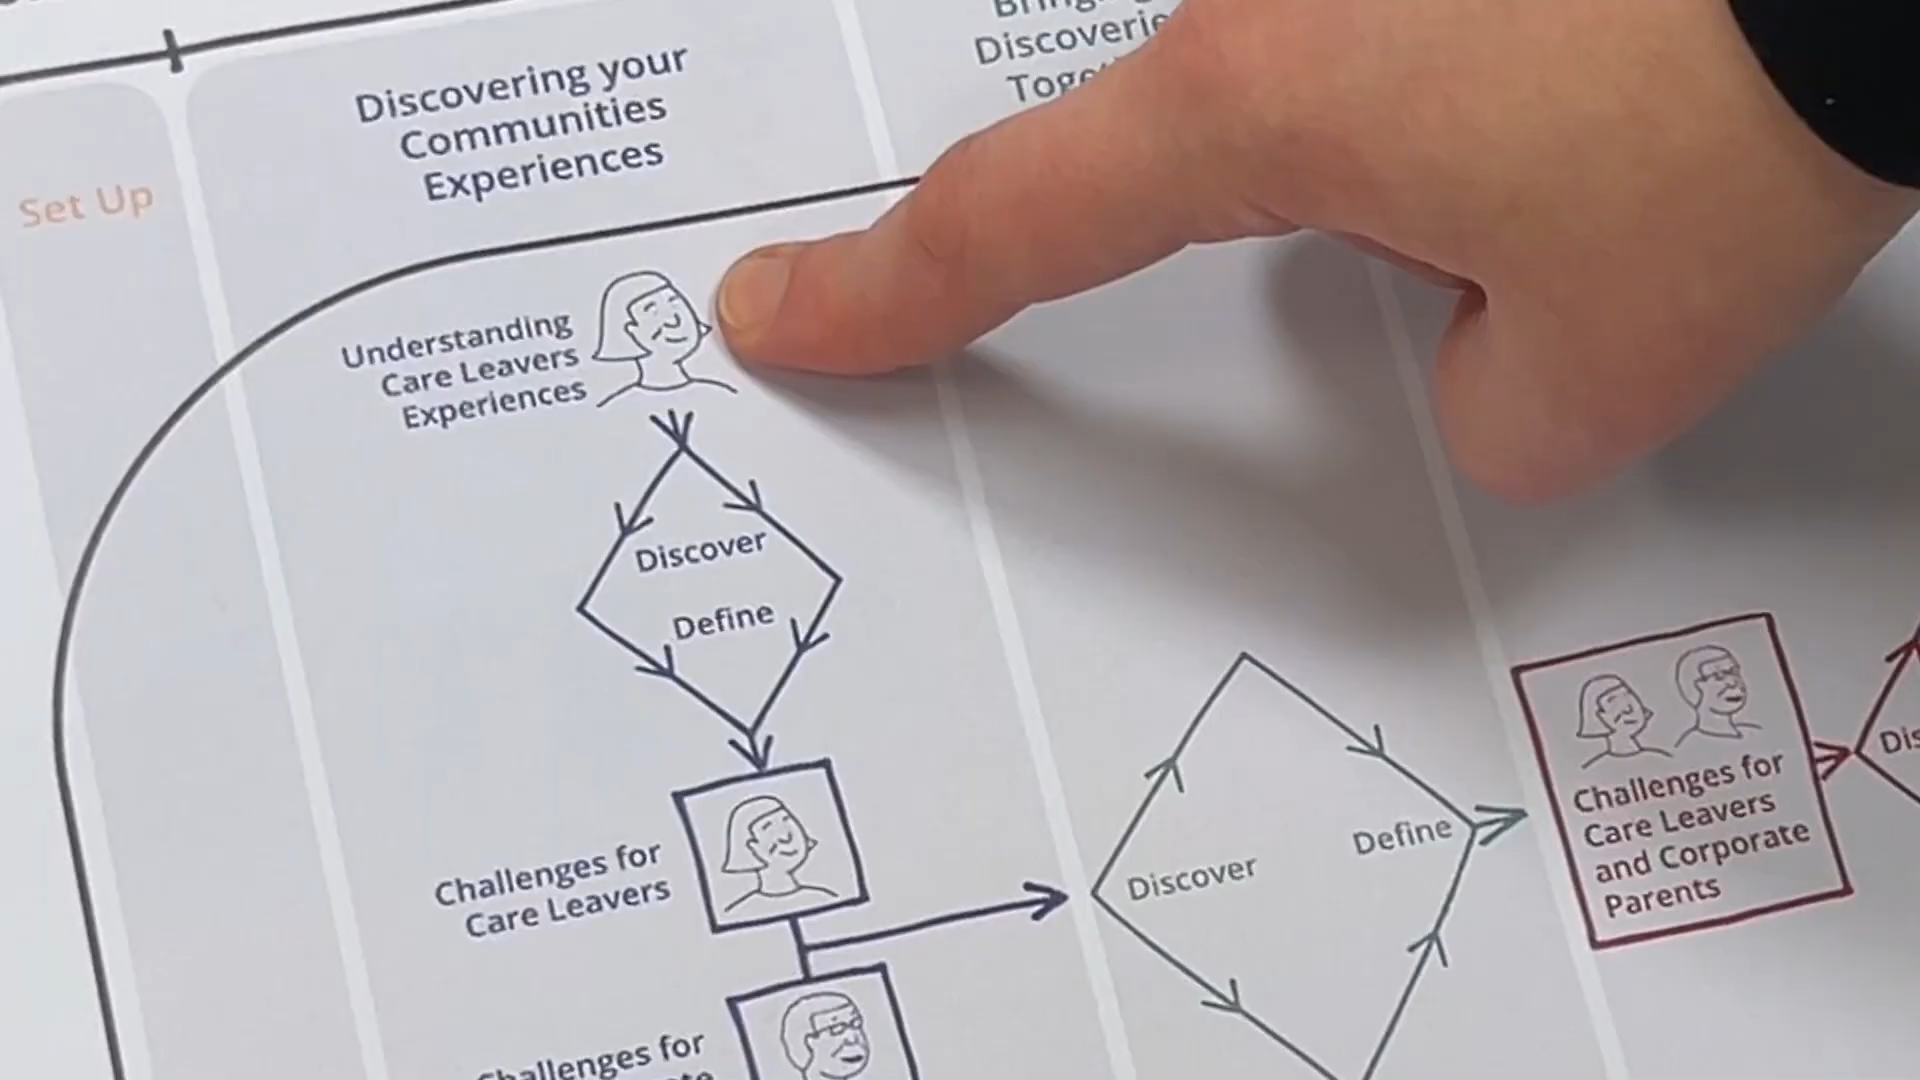 Set Up
Discovering your
Communities
Experiences
Discoveries
Understanding
Care Leavers
Experiences
Discover
Define
Challenges for
Care Leavers
Challenges for
Discover
Define
Challenges for
Care Leavers
and Corporate
Parents